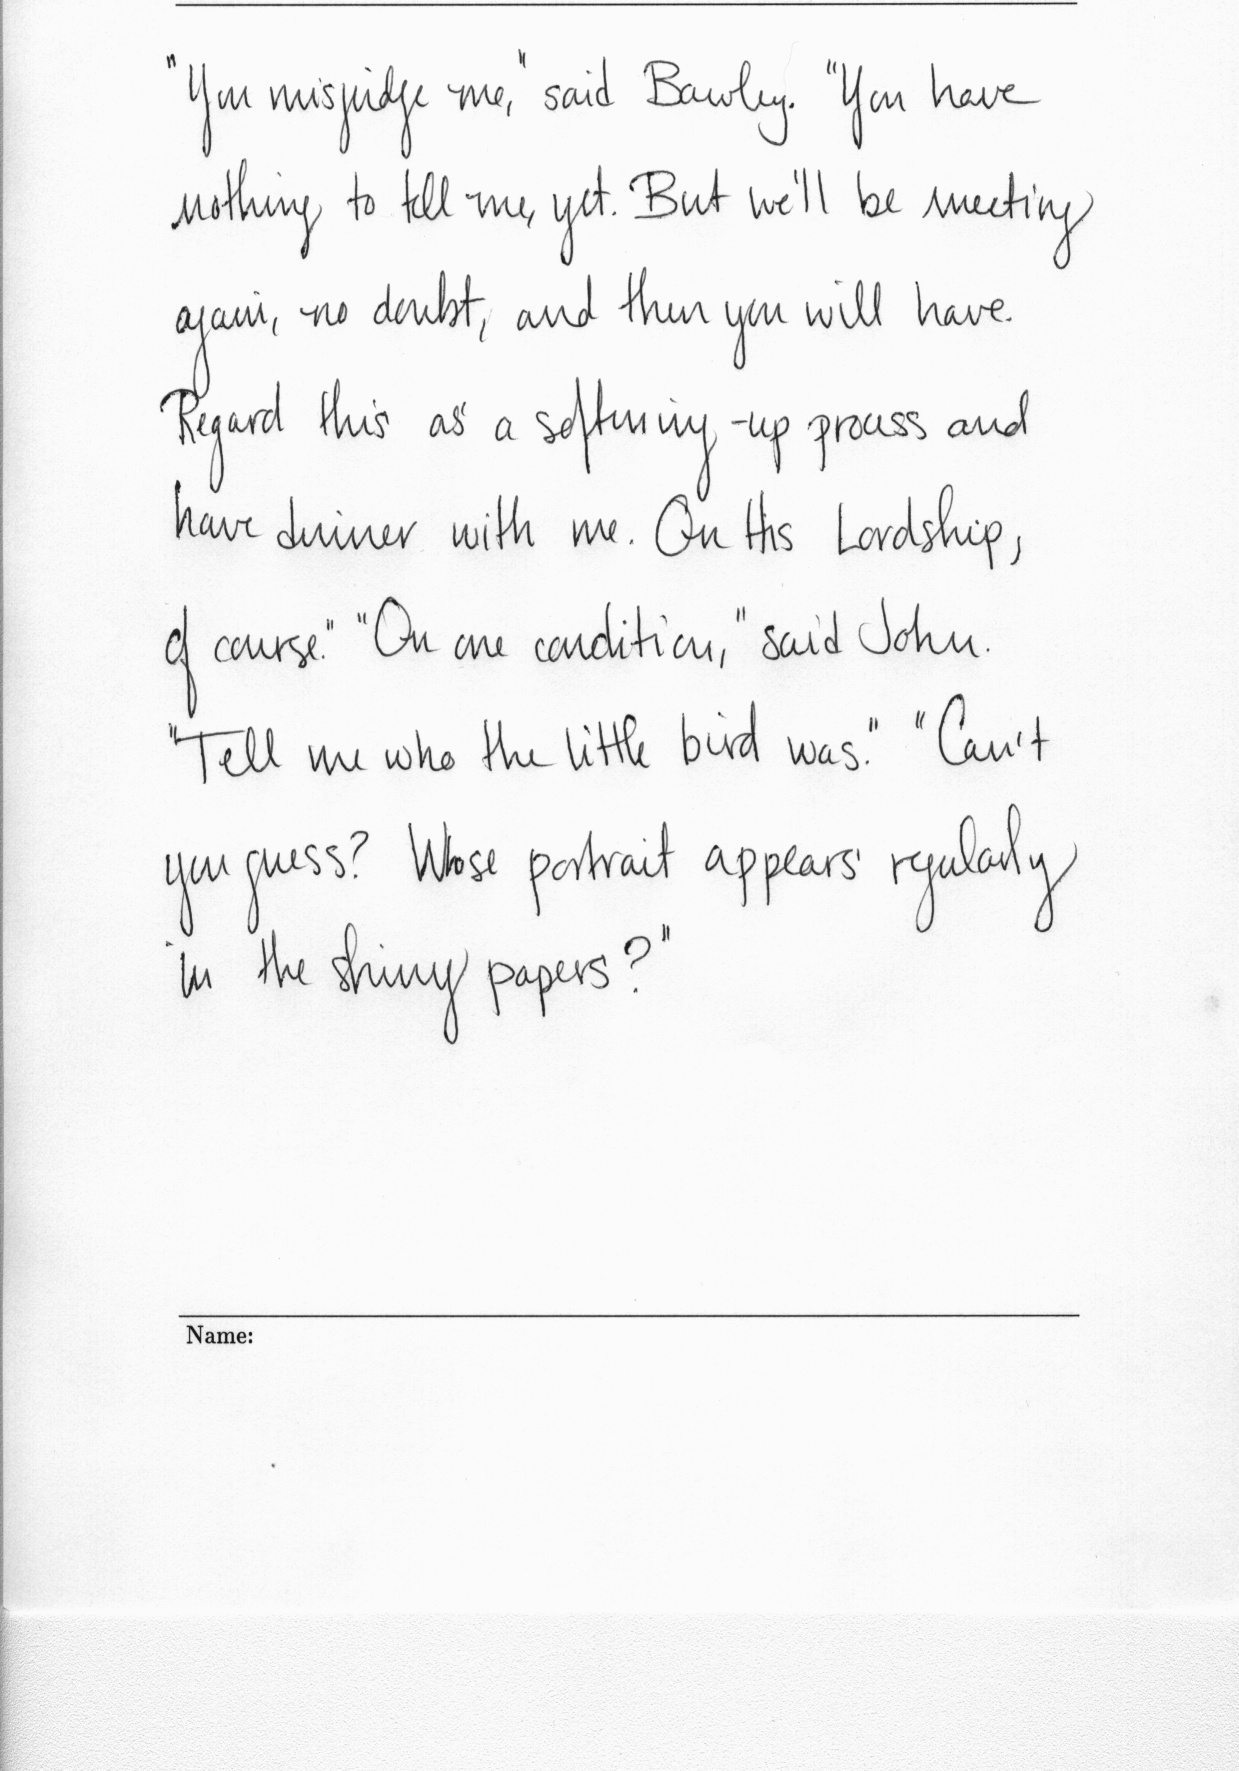 "You misjudge me," said Bawley. "You have
nothing to tell me, yet. But we'll be meeting
again, no doubt, and then you will have.
Regard this as a softening-up process and
have dinner with me. On His Lordship,
of course." "On one condition," said John.
"Tell me who the little bird was." "Can't
you guess? Whose portrait appears regularly
in the shiny papers?"
Name: